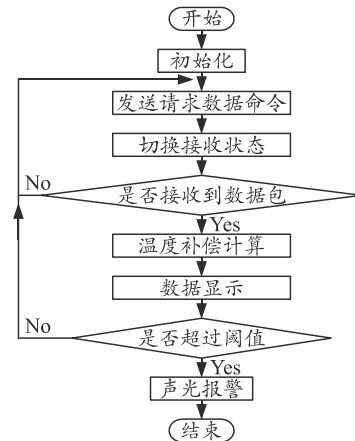 开始
初始化
发送请求数据命令
切换接收状态
No
是否接收到数据包
Yes
温度补偿计算
数据显示
No
是否超过阈值
Yes
声光报警
结束